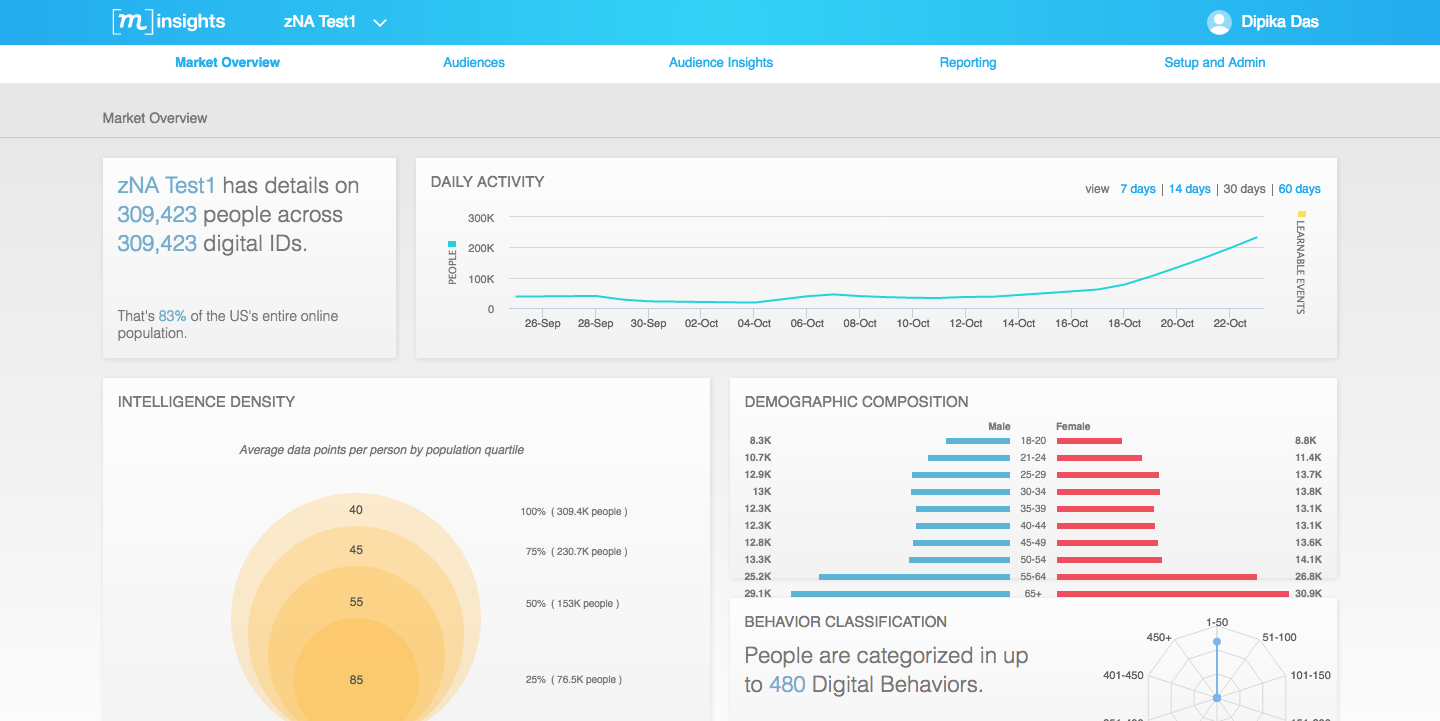 [m]insights
zNA Test1
Dipika Das
Market Overview
Audiences
Audience Insights
Reporting
Setup and Admin
Market Overview
zNA Test1 has details on
309,423 people across
309,423 digital IDs.
That's 83% of the US's entire online
population.
DAILY ACTIVITY
view 7 days | 14 days | 30 days | 60 days
PEOPLE
300K
200K
100K
0
26-Sep 28-Sep 30-Sep 02-Oct 04-Oct 06-Oct 08-Oct 10-Oct 12-Oct 14-Oct 16-Oct 18-Oct 20-Oct 22-Oct
LEARNABLE EVENTS
INTELLIGENCE DENSITY
Average data points per person by population quartile
40 100% ( 309.4K people )
45 75% ( 230.7K people )
55 50% ( 153K people )
85 25% ( 76.5K people )
DEMOGRAPHIC COMPOSITION
Male Female
8.3K 18-20 8.8K
10.7K 21-24 11.4K
12.9K 25-29 13.7K
13K 30-34 13.8K
12.3K 35-39 13.1K
12.3K 40-44 13.1K
12.8K 45-49 13.6K
13.3K 50-54 14.1K
25.2K 55-64 26.8K
29.1K 65+ 30.9K
BEHAVIOR CLASSIFICATION
People are categorized in up
to 480 Digital Behaviors.
1-50
450+ 51-100
401-450 101-150